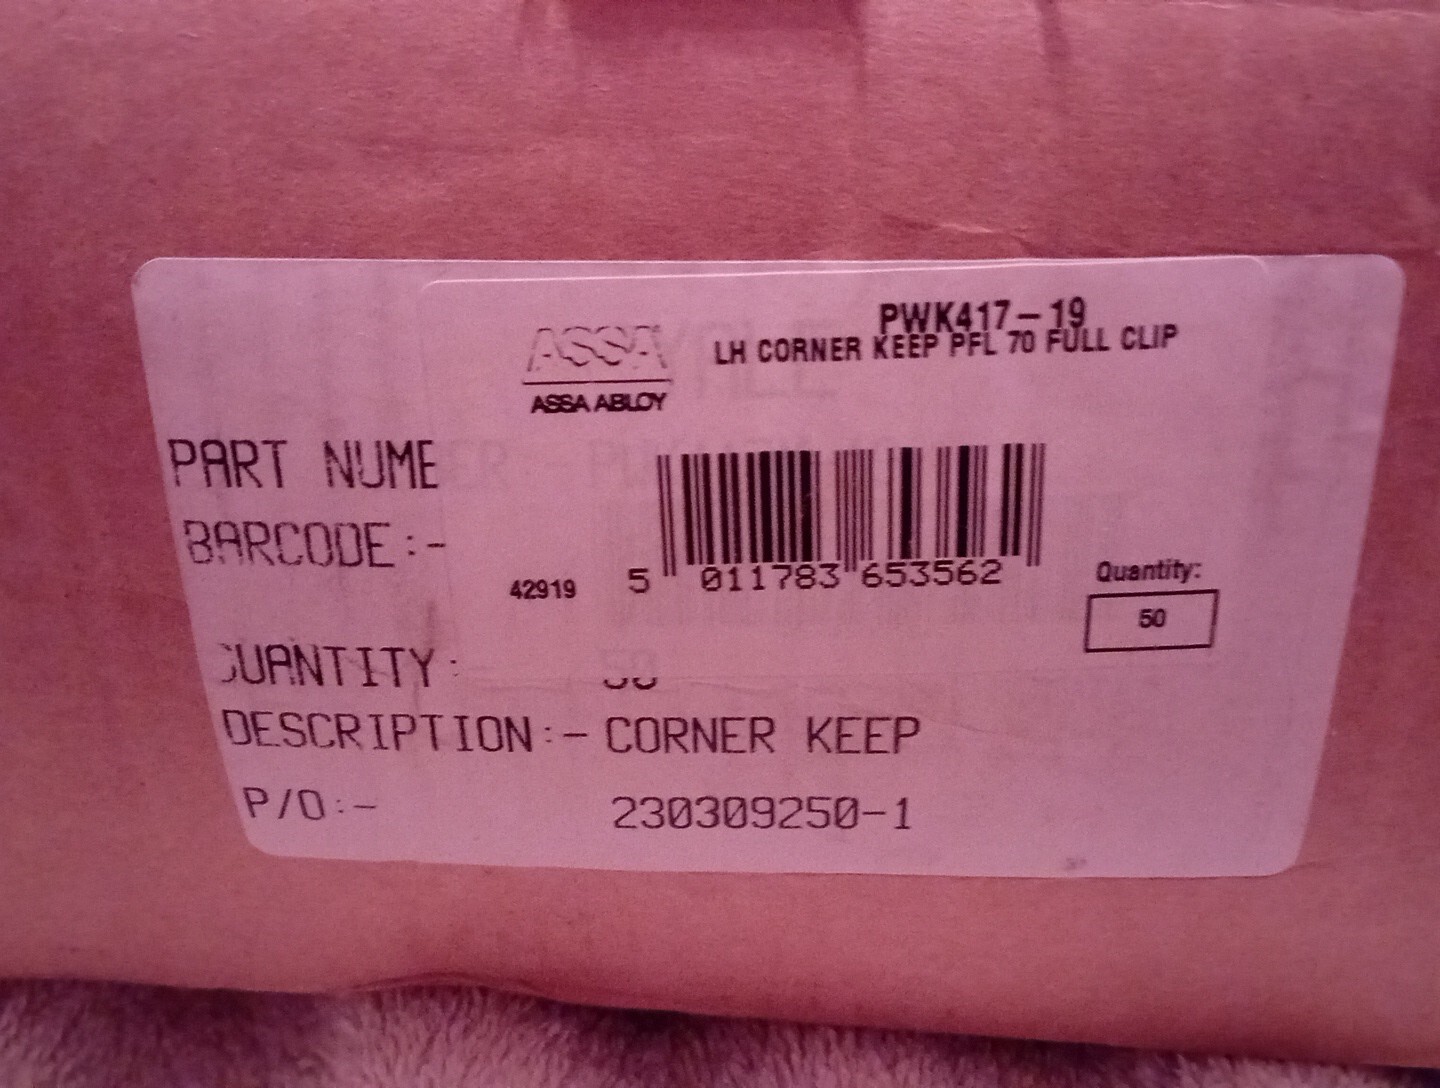 PWK417-19
LH CORNER KEEP PFL 70 FULL CLIP
ASSA
ASSA ABLOY
PART NUME
BARCODE:-
42919 5 011783 653562
Quantity:
50
QUANTITY:
DESCRIPTION:- CORNER KEEP
P/O:- 230309250-1